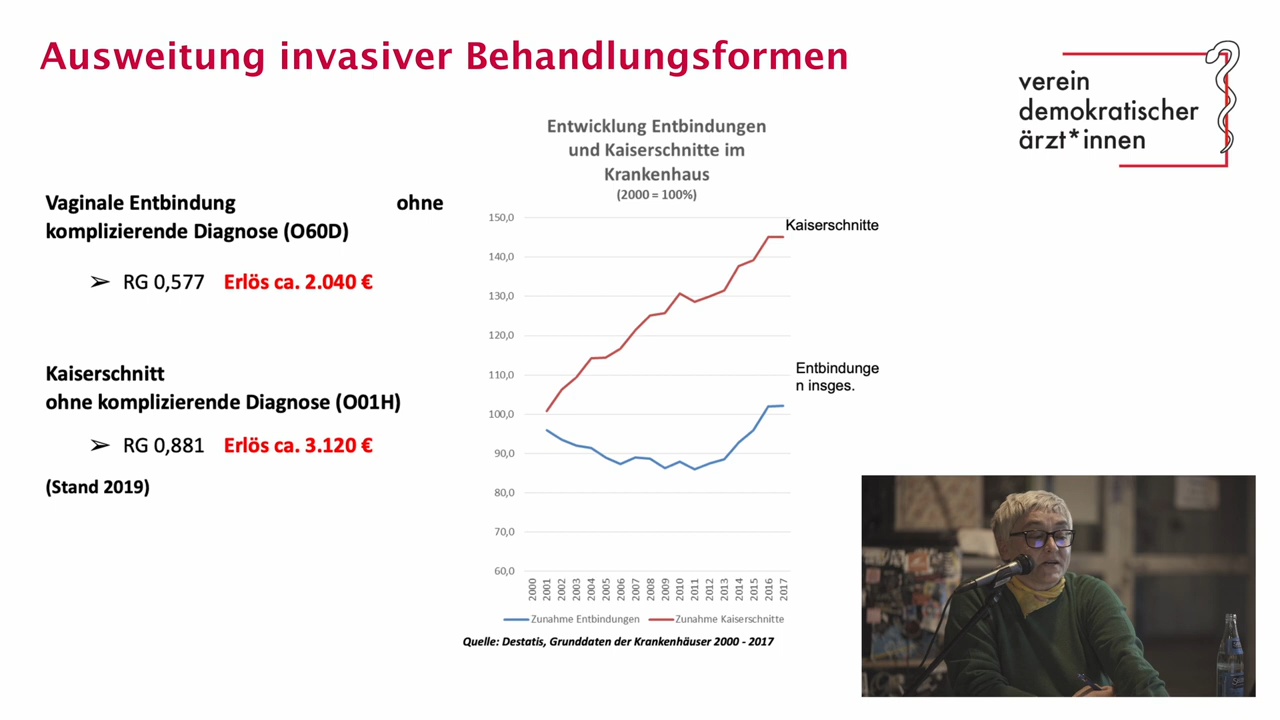 Ausweitung invasiver Behandlungsformen
verein
demokratischer
ärzt*innen
Vaginale Entbindung ohne
komplizierende Diagnose (O60D)
➢ RG 0,577 Erlös ca. 2.040 €
Kaiserschnitt
ohne komplizierende Diagnose (O01H)
➢ RG 0,881 Erlös ca. 3.120 €
(Stand 2019)
Entwicklung Entbindungen
und Kaiserschnitte im
Krankenhaus
(2000 = 100%)
150,0
140,0
130,0
120,0
110,0
100,0
90,0
80,0
70,0
60,0
Kaiserschnitte
Entbindunge
n insges.
2000 2001 2002 2003 2004 2005 2006 2007 2008 2009 2010 2011 2012 2013 2014 2015 2016 2017
Zunahme Entbindungen Zunahme Kaiserschnitte
Quelle: Destatis, Grunddaten der Krankenhäuser 2000 - 2017